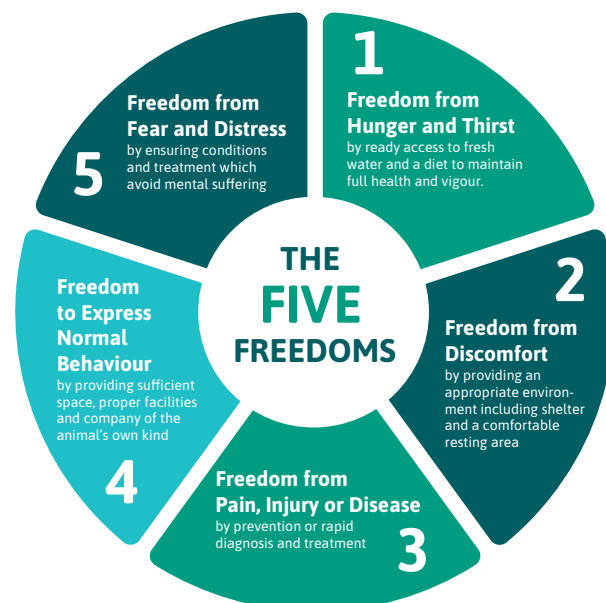 THE
FIVE
FREEDOMS
1
Freedom from
Hunger and Thirst
by ready access to fresh
water and a diet to maintain
full health and vigour.
2
Freedom from
Discomfort
by providing an
appropriate environ-
ment including shelter
and a comfortable
resting area
Freedom from
Pain, Injury or Disease
by prevention or rapid
diagnosis and treatment
3
Freedom
to Express
Normal
Behaviour
by providing sufficient
space, proper facilities
and company of the
animal's own kind
4
Freedom from
Fear and Distress
by ensuring conditions
and treatment which
avoid mental suffering
5